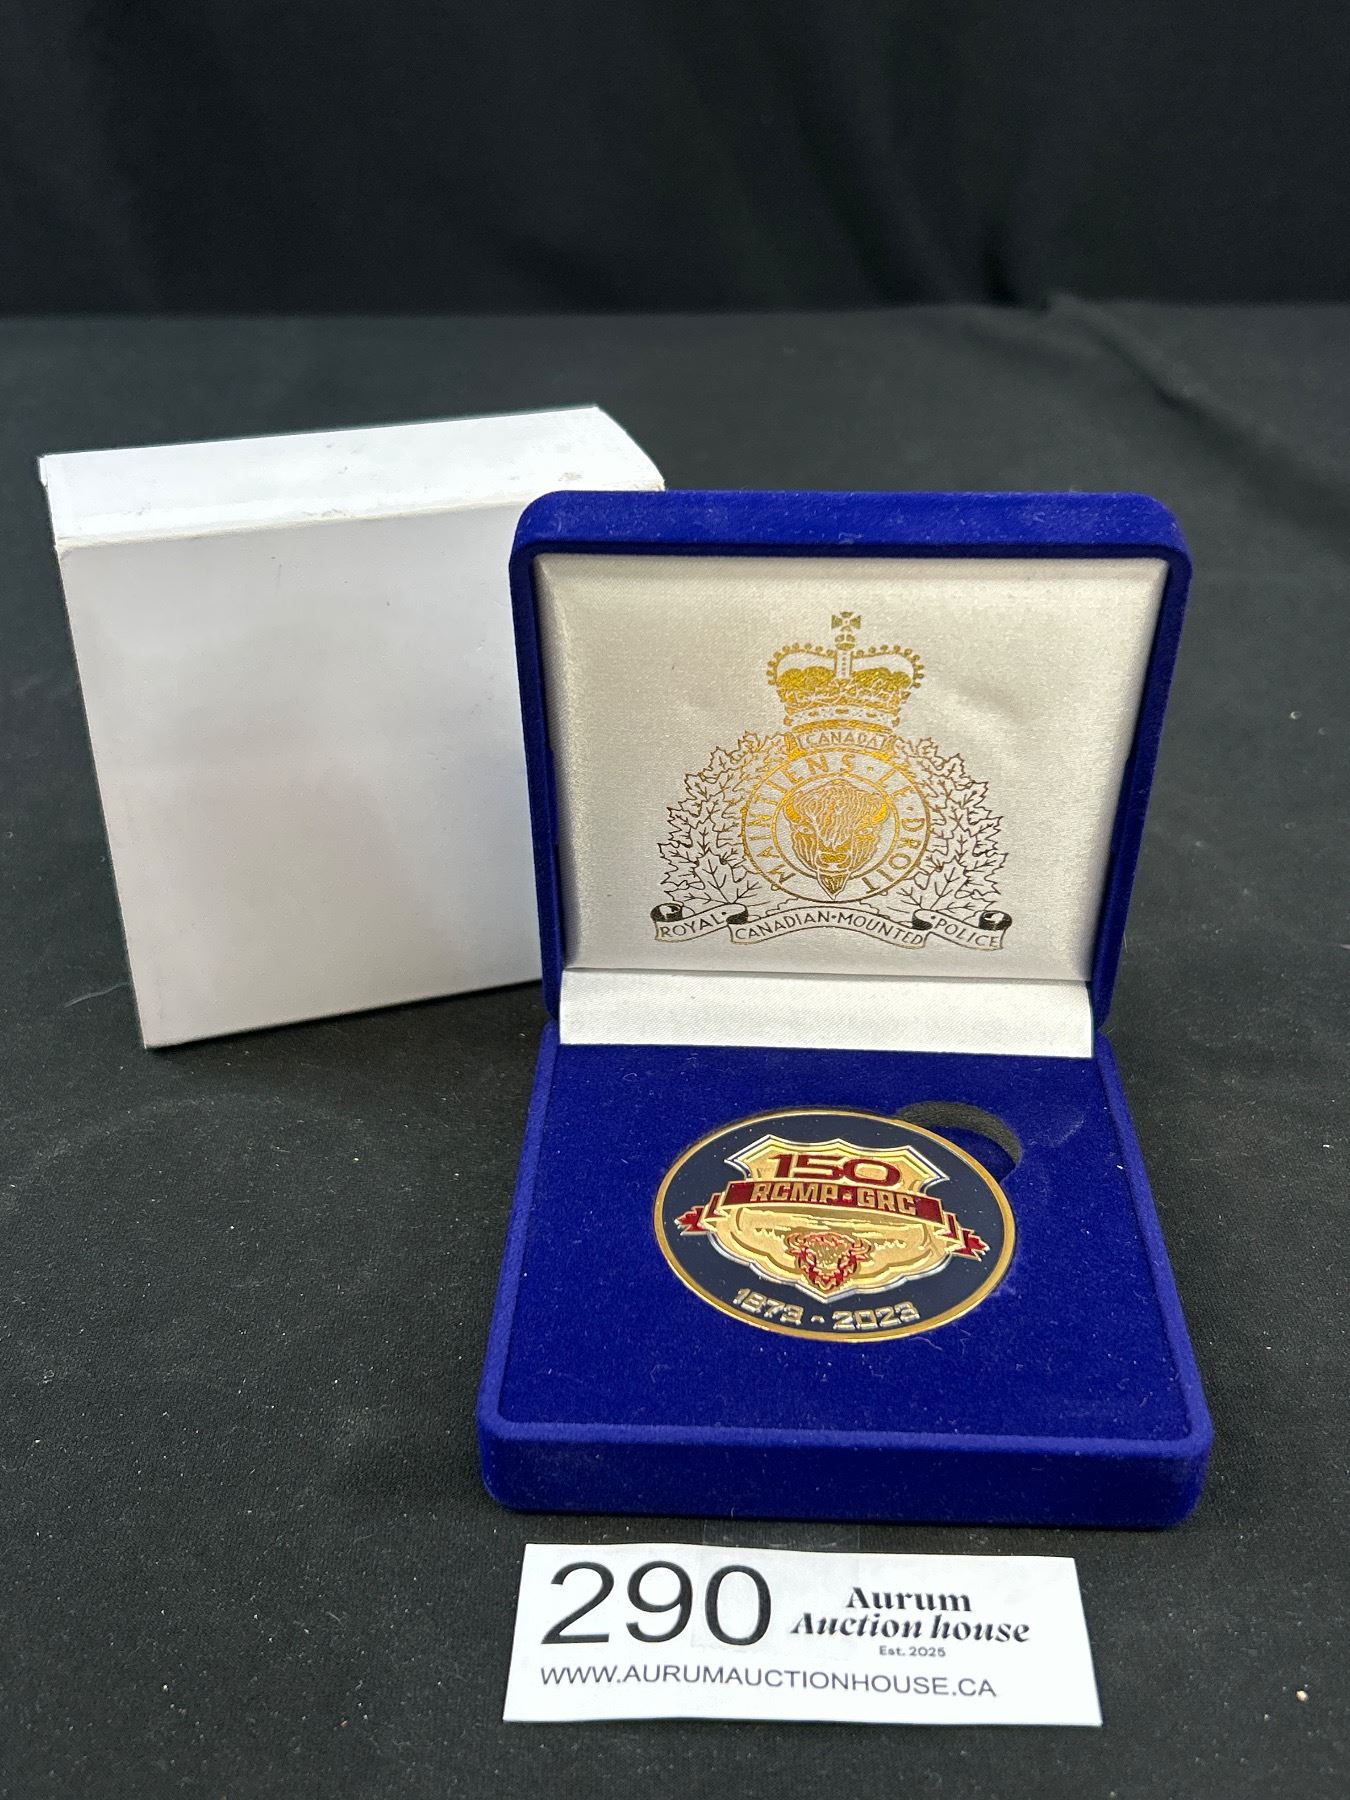 CANADA
MAINTIENS·LE·DROIT
ROYAL·CANADIAN·MOUNTED·POLICE
150
RCMP·GRC
1873 - 2023
290
Aurum
Auction house
Est. 2025
WWW.AURUMAUCTIONHOUSE.CA